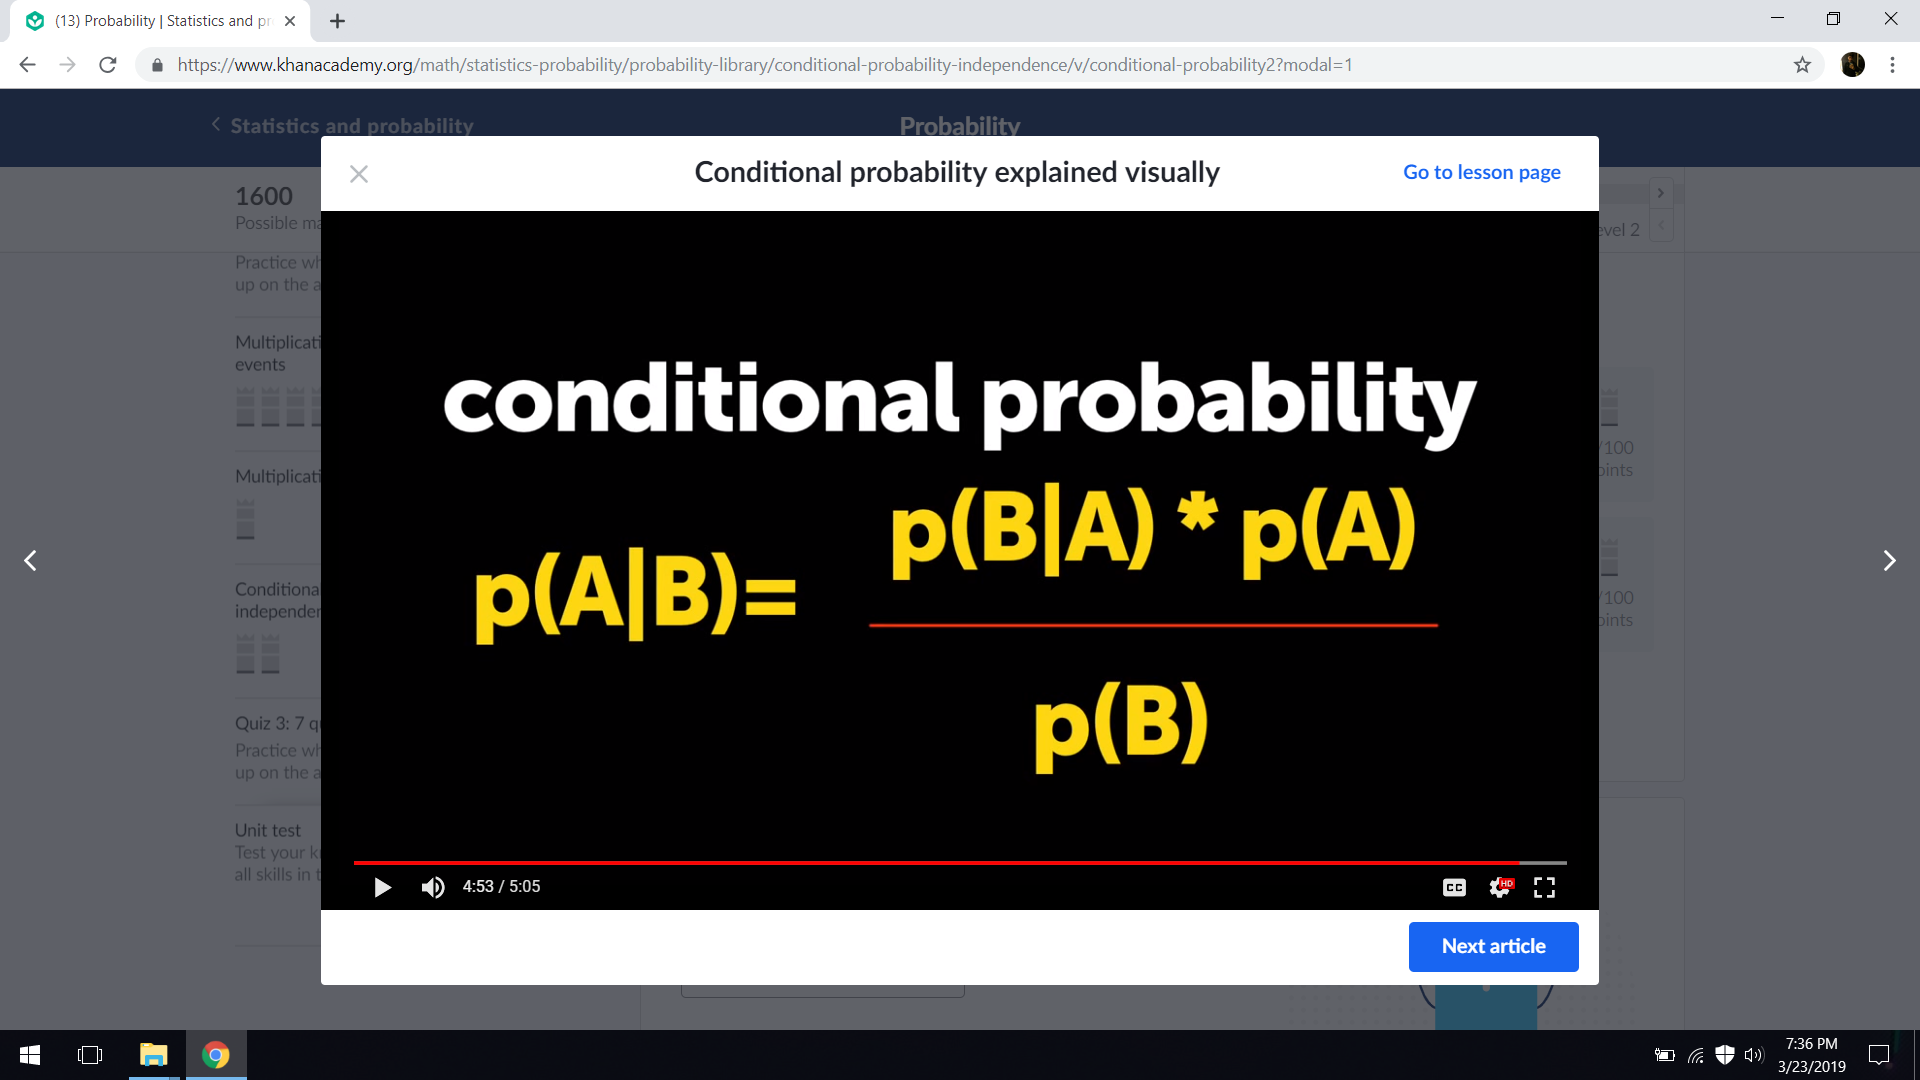 (13) Probability | Statistics and pr
https://www.khanacademy.org/math/statistics-probability/probability-library/conditional-probability-independence/v/conditional-probability2?modal=1
Statistics and probability
Probability
Conditional probability explained visually
Go to lesson page
1600
Possible ma
evel 2
Practice wh
up on the a
Multiplicati
events
/100
oints
Multiplicati
Conditiona
independen
/100
oints
Quiz 3: 7 qu
Practice wh
up on the a
Unit test
Test your kn
all skills in t
conditional probability
p(A|B)= p(B|A) * p(A)
p(B)
4:53 / 5:05
CC
HD
Next article
7:36 PM
3/23/2019